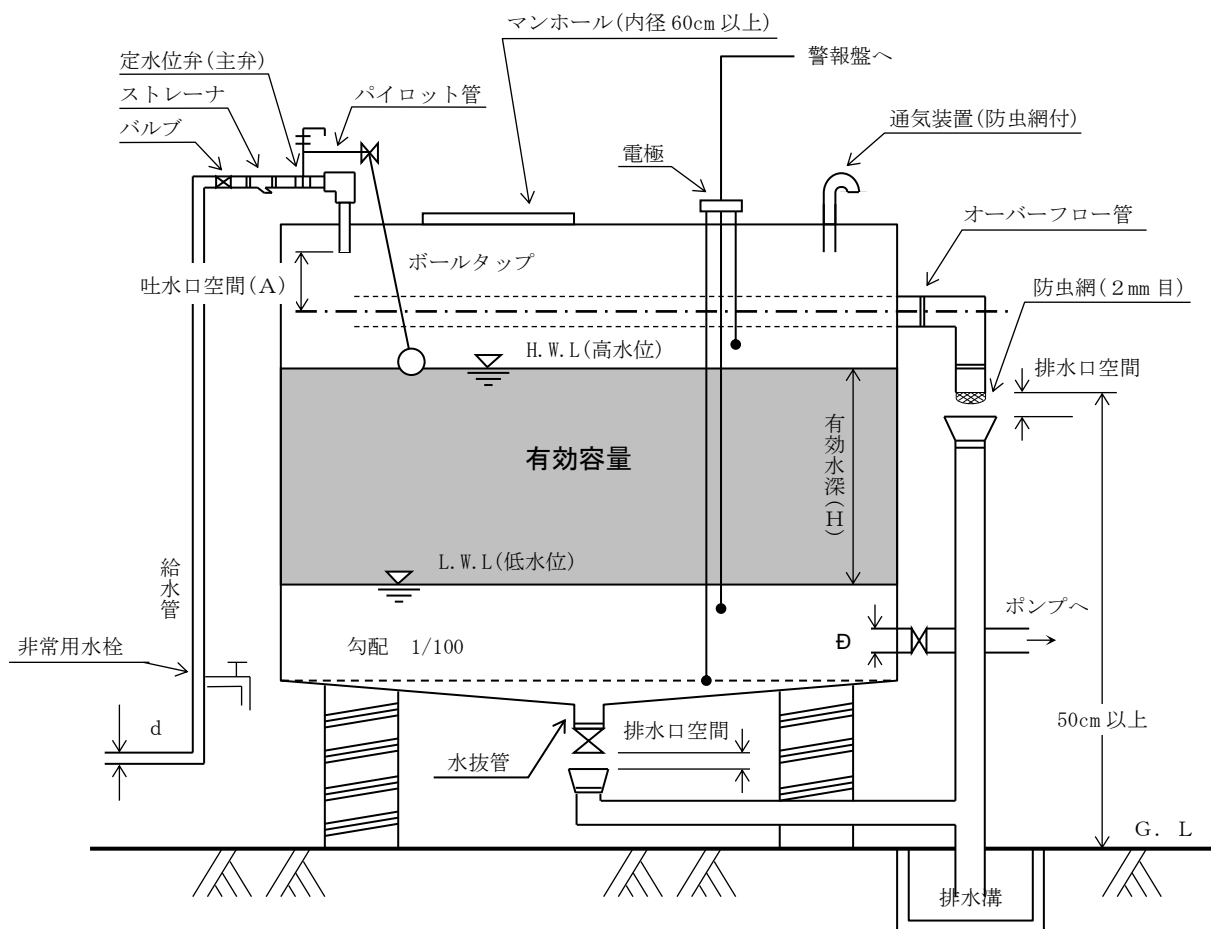 マンホール(内径 60cm 以上)
定水位弁(主弁)
ストレーナ
バルブ
パイロット管
警報盤へ
通気装置(防虫網付)
電極
オーバーフロー管
ボールタップ
吐水口空間(A)
防虫網(2mm 目)
H.W.L(高水位)
排水口空間
有効容量
有効水深(H)
L.W.L(低水位)
給水管
ポンプへ
非常用水栓
勾配 1/100
Đ
50cm 以上
d
排水口空間
水抜管
G. L
排水溝